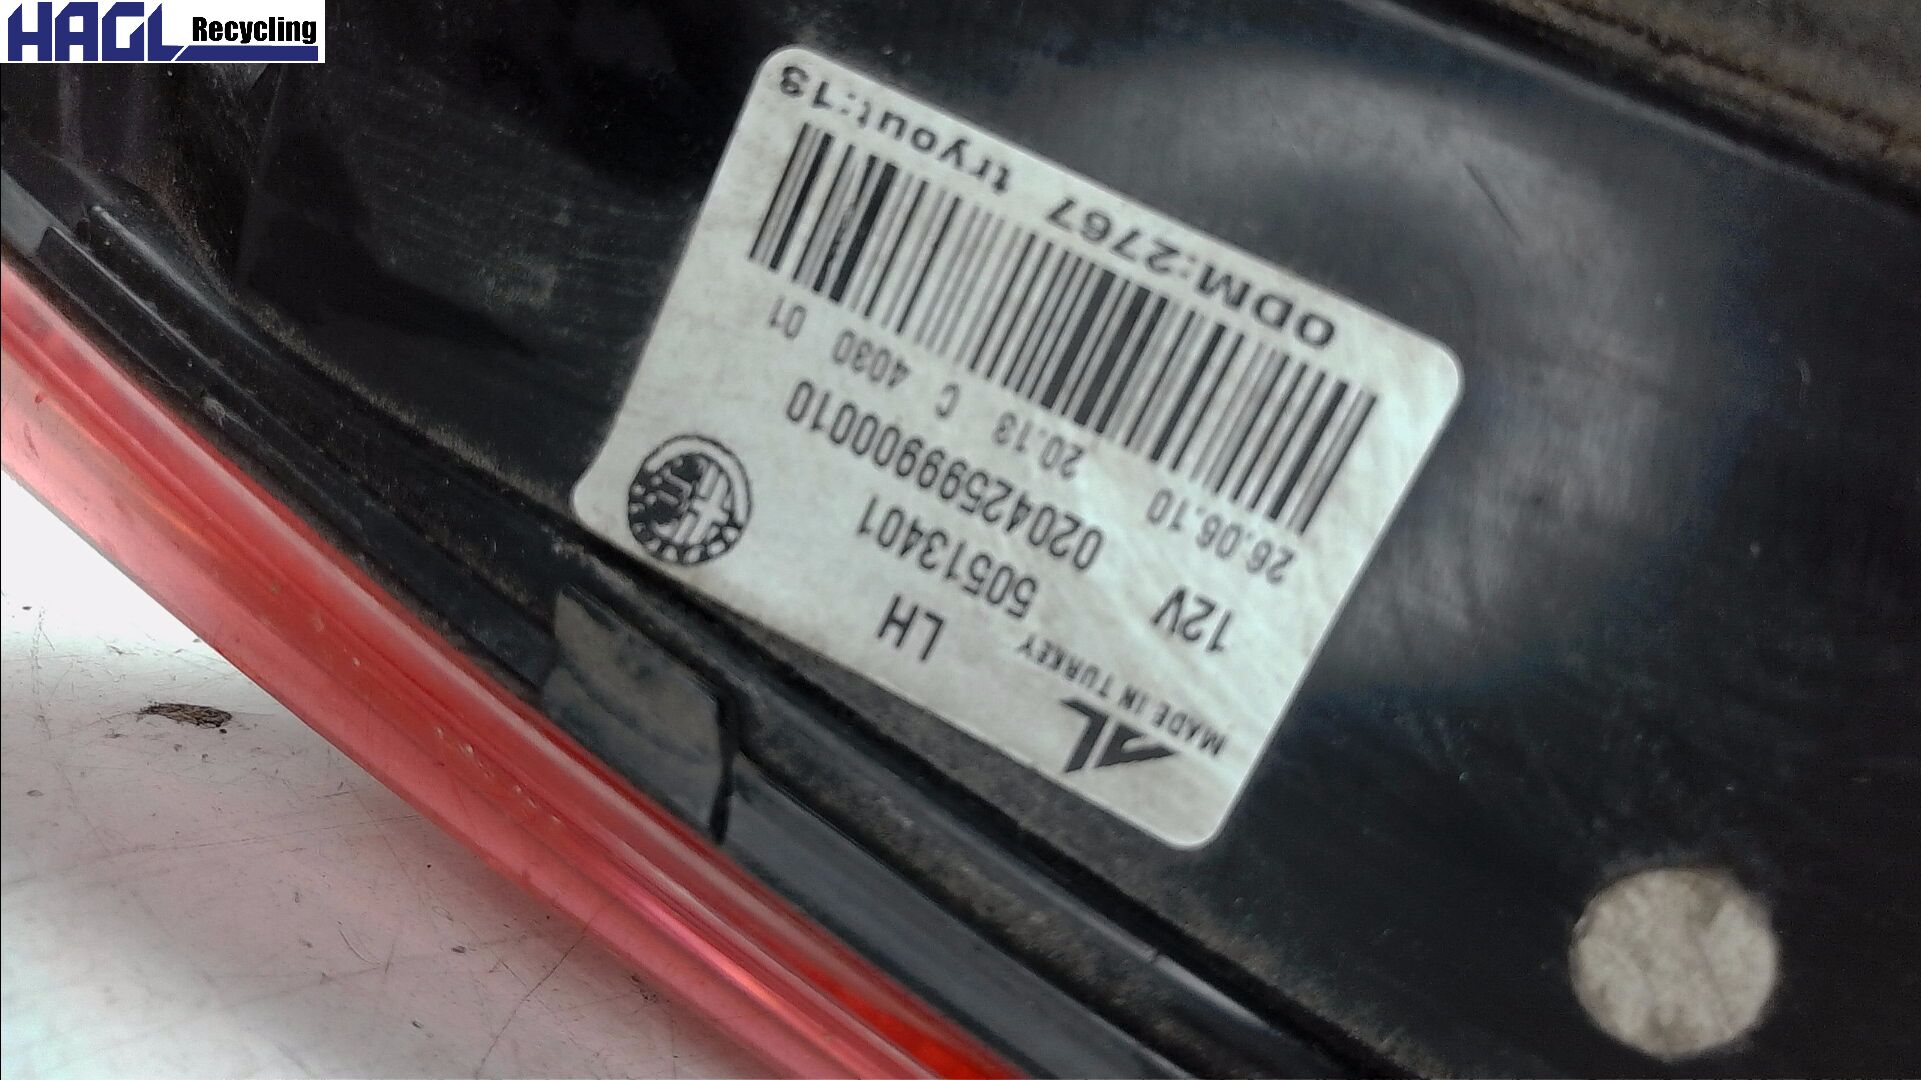 HAGL Recycling
AL
MADE IN TURKEY
LH
50513401
12V
0204259990010
26.06.10 20.13 C 4030 01
ODM:2767 tryout:13